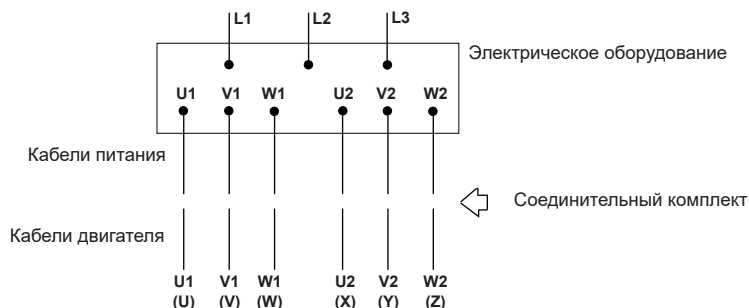 L1 L2 L3
Электрическое оборудование
U1 V1 W1 U2 V2 W2
Кабели питания
Соединительный комплект
Кабели двигателя
U1 V1 W1 U2 V2 W2
(U) (V) (W) (X) (Y) (Z)